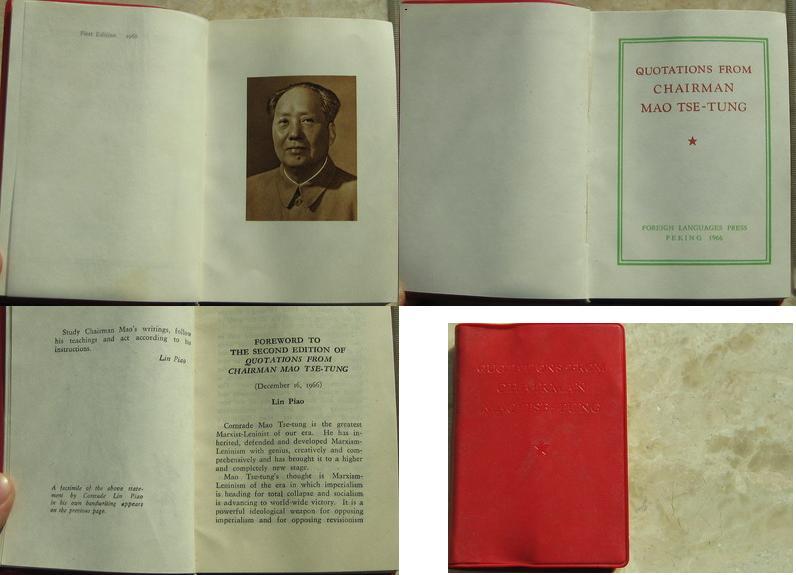 First Edition 1966
QUOTATIONS FROM
CHAIRMAN
MAO TSE-TUNG
FOREIGN LANGUAGES PRESS
PEKING 1966
Study Chairman Mao's writings, follow
his teachings and act according to his
instructions.
Lin Piao
A facsimile of the above state-
ment by Comrade Lin Piao
in his own handwriting appears
on the previous page.
FOREWORD TO
THE SECOND EDITION OF
QUOTATIONS FROM
CHAIRMAN MAO TSE-TUNG
(December 16, 1966)
Lin Piao
Comrade Mao Tse-tung is the greatest
Marxist-Leninist of our era. He has in-
herited, defended and developed Marxism-
Leninism with genius, creatively and com-
prehensively and has brought it to a higher
and completely new stage.
Mao Tse-tung's thought is Marxism-
Leninism of the era in which imperialism
is heading for total collapse and socialism
is advancing to world-wide victory. It is a
powerful ideological weapon for opposing
imperialism and for opposing revisionism
QUOTATIONS FROM
CHAIRMAN
MAO TSE-TUNG